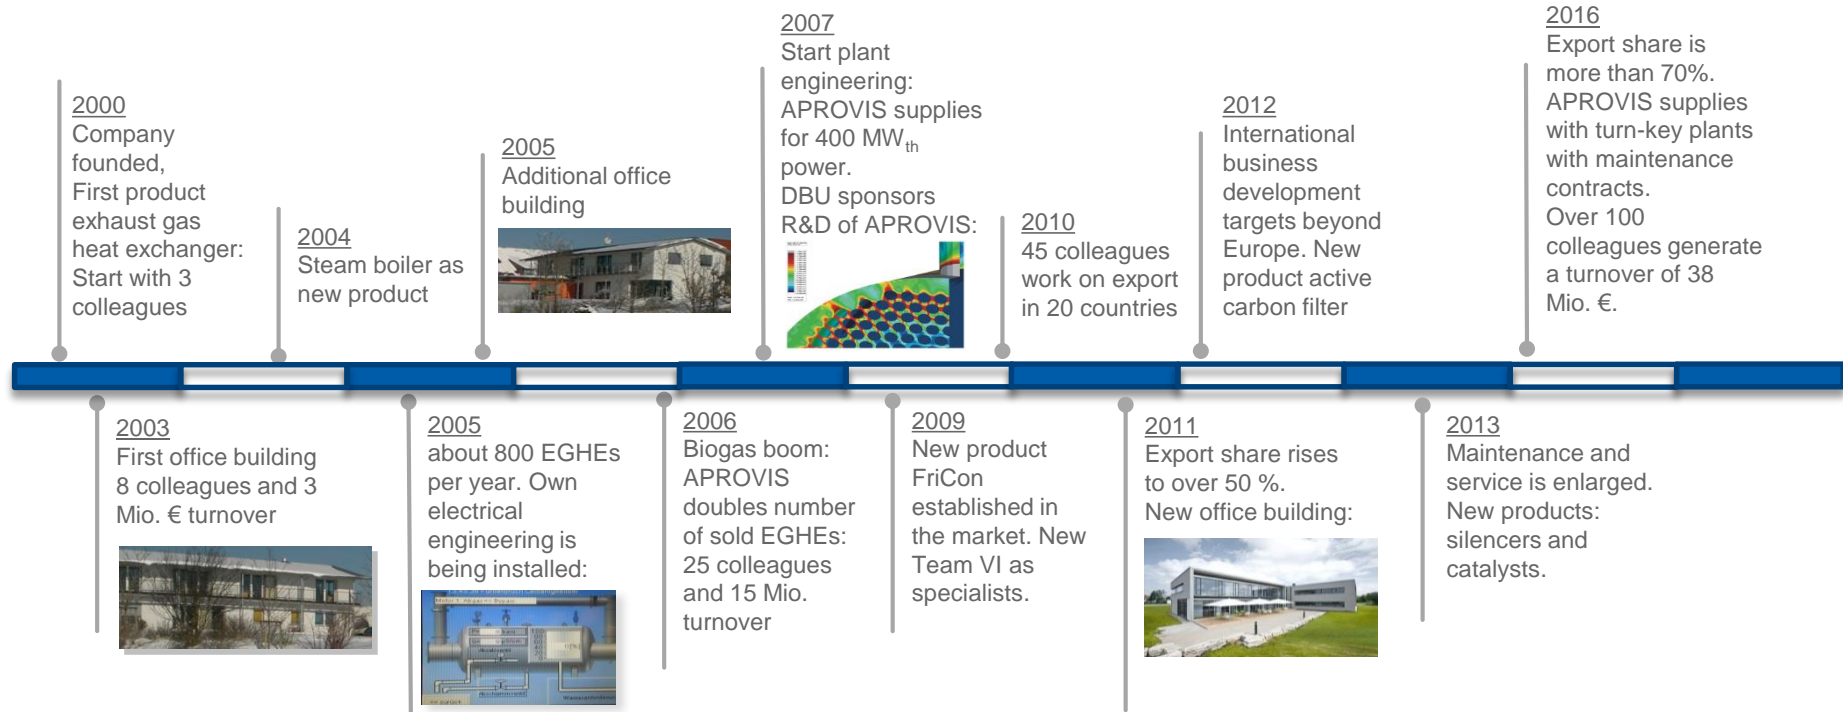 2000
Company
founded,
First product
exhaust gas
heat exchanger:
Start with 3
colleagues
2003
First office building
8 colleagues and 3
Mio. € turnover
2004
Steam boiler as
new product
2005
about 800 EGHEs
per year. Own
electrical
engineering is
being installed:
2005
Additional office
building
2006
Biogas boom:
APROVIS
doubles number
of sold EGHEs:
25 colleagues
and 15 Mio.
turnover
2007
Start plant
engineering:
APROVIS supplies
for 400 MWth
power.
DBU sponsors
R&D of APROVIS:
2009
New product
FriCon
established in
the market. New
Team VI as
specialists.
2010
45 colleagues
work on export
in 20 countries
2011
Export share rises
to over 50 %.
New office building:
2012
International
business
development
targets beyond
Europe. New
product active
carbon filter
2013
Maintenance and
service is enlarged.
New products:
silencers and
catalysts.
2016
Export share is
more than 70%.
APROVIS supplies
with turn-key plants
with maintenance
contracts.
Over 100
colleagues generate
a turnover of 38
Mio. €.